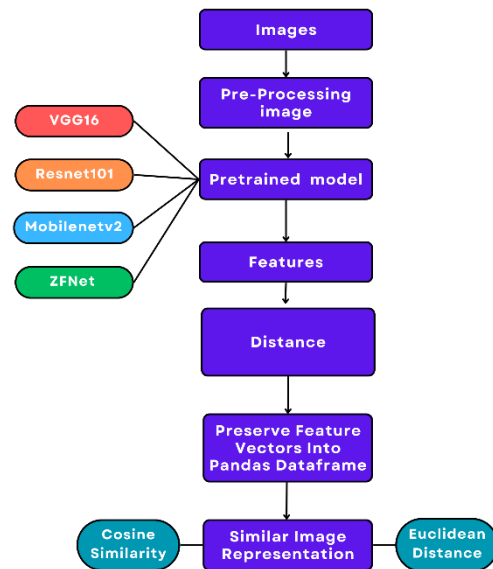 Images
Pre-Processing
image
VGG16
Resnet101
Pretrained model
Mobilenetv2
Features
ZFNet
Distance
Preserve Feature
Vectors Into
Pandas Dataframe
Cosine
Similarity
Similar Image
Representation
Euclidean
Distance